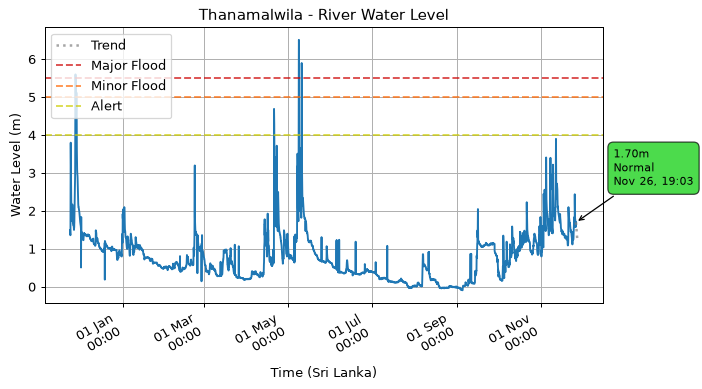 Thanamalwila - River Water Level
Trend
Major Flood
Minor Flood
Alert
Water Level (m)
6
5
4
3
2
1
0
1.70m
Normal
Nov 26, 19:03
01 Jan
00:00
01 Mar
00:00
01 May
00:00
01 Jul
00:00
01 Sep
00:00
01 Nov
00:00
Time (Sri Lanka)